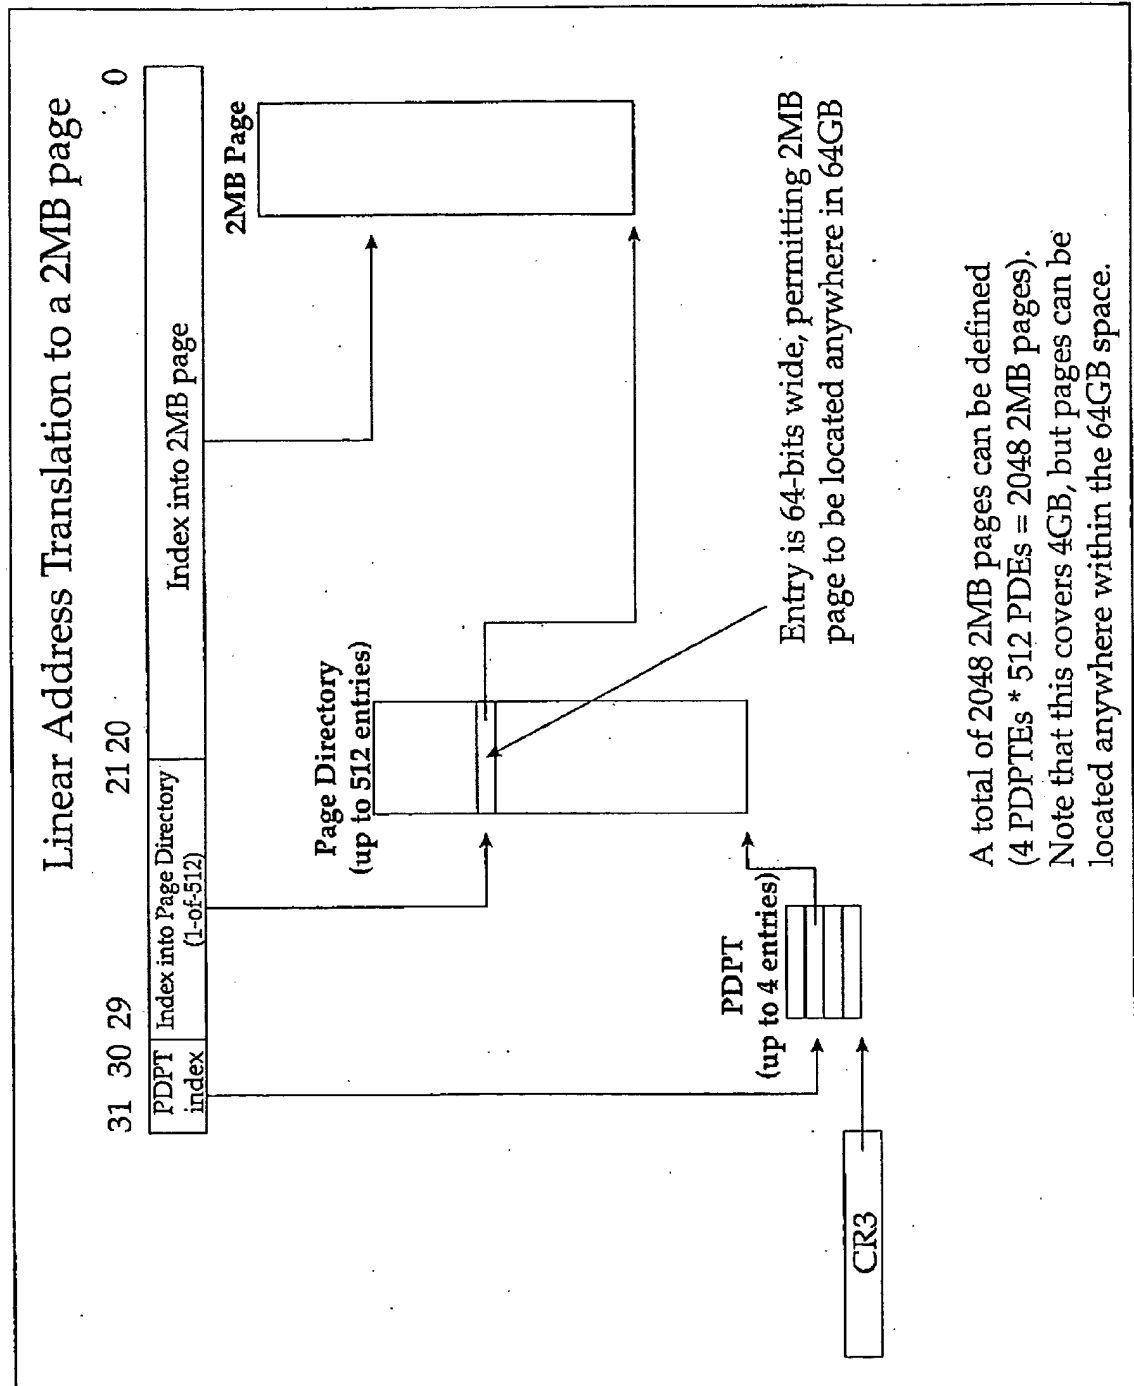 Linear Address Translation to a 2MB page
31 30 29 21 20 0
PDPT
index
Index into Page Directory
(1-of-512)
Index into 2MB page
2MB Page
Page Directory
(up to 512 entries)
PDPT
(up to 4 entries)
CR3
Entry is 64-bits wide, permitting 2MB
page to be located anywhere in 64GB
A total of 2048 2MB pages can be defined
(4 PDPTEs * 512 PDEs = 2048 2MB pages).
Note that this covers 4GB, but pages can be
located anywhere within the 64GB space.